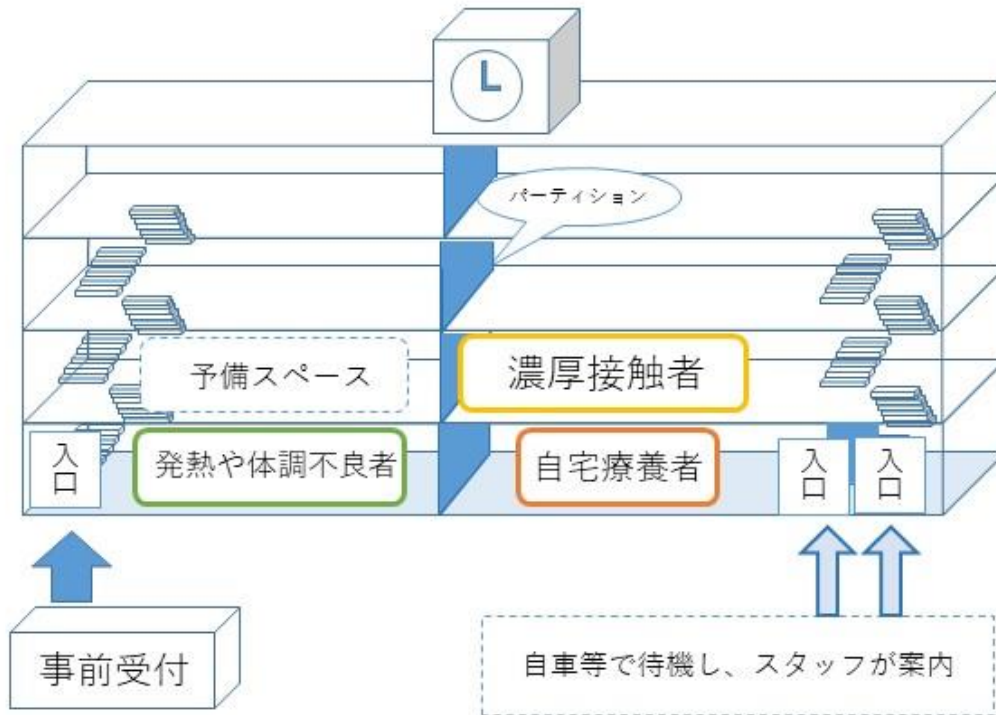 パーティション
予備スペース
濃厚接触者
入口
発熱や体調不良者
自宅療養者
入口
入口
事前受付
自車等で待機し、スタッフが案内